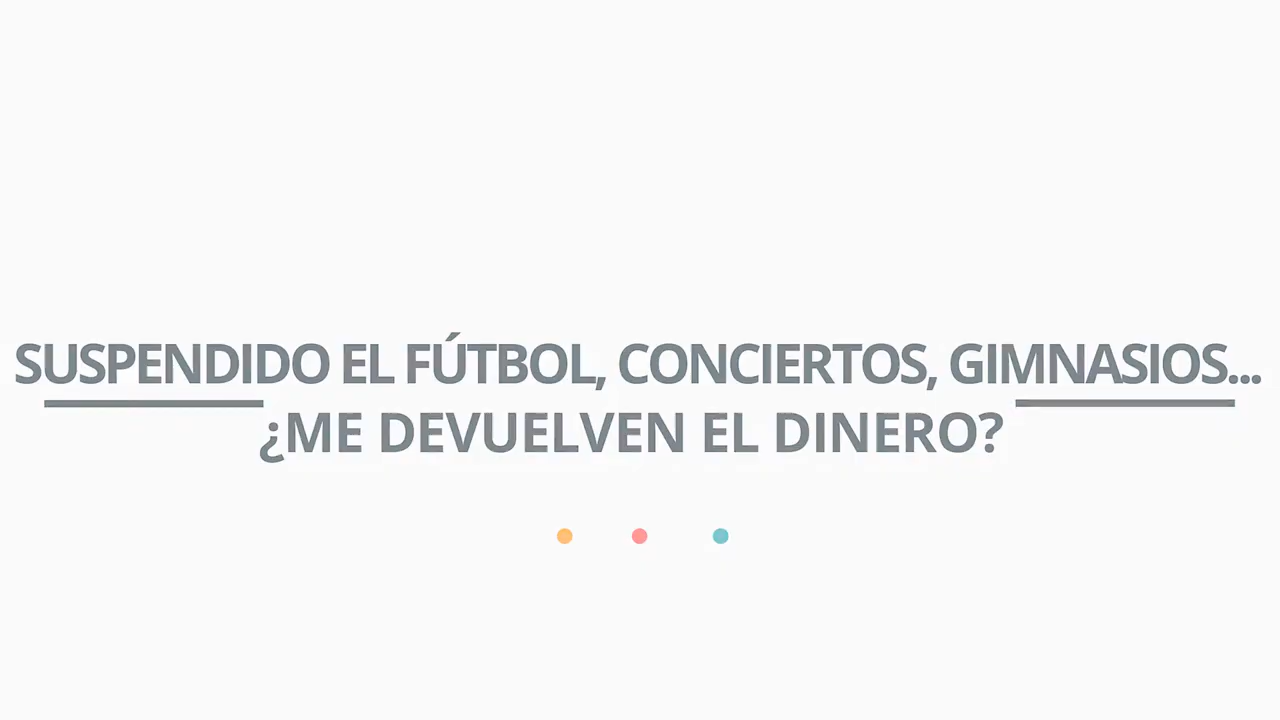 SUSPENDIDO EL FÚTBOL, CONCIERTOS, GIMNASIOS...
¿ME DEVUELVEN EL DINERO?